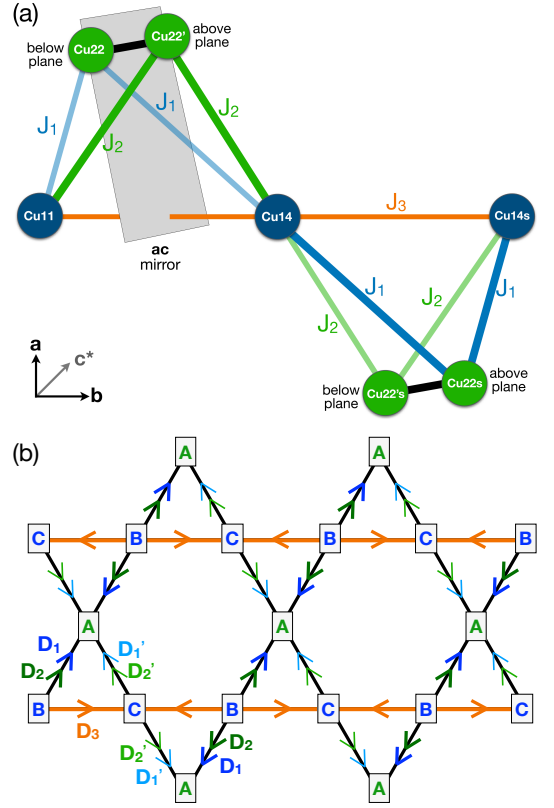 (a)
Cu22
Cu22'
below
plane
above
plane
J1
J2
J1
J2
Cu11
Cu14
J3
Cu14s
ac
mirror
J1
J2
J2
J1
a
c*
b
below
plane
Cu22's
Cu22s
above
plane
(b)
A A
C B C B C B
A A A
D1 D1'
D2 D2'
B C B C B C
D3
D2' D2
D1' D1
A A